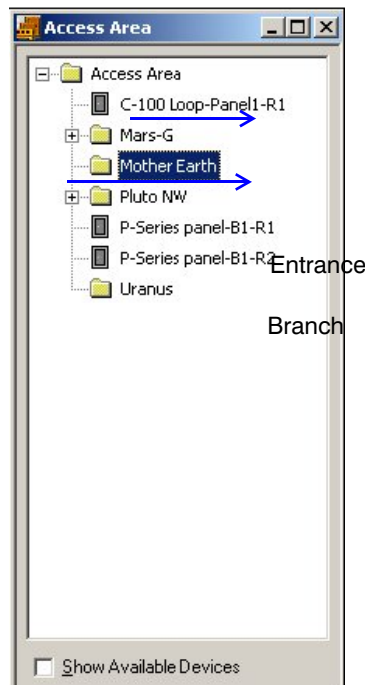 Access Area
Access Area
C-100 Loop-Panel1-R1
Mars-G
Mother Earth
Pluto NW
P-Series panel-B1-R1
P-Series panel-B1-R2
Entrance
Uranus
Branch
Show Available Devices